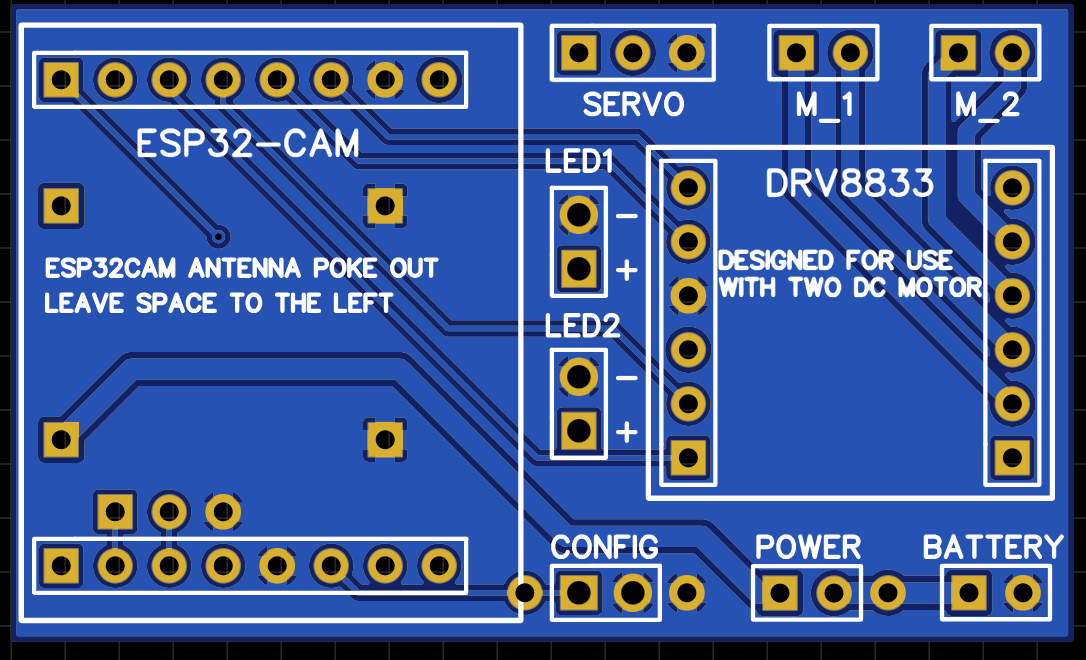 SERVO
M_1
M_2
ESP32-CAM
LED1
DRV8833
-
+
ESP32CAM ANTENNA POKE OUT
LEAVE SPACE TO THE LEFT
DESIGNED FOR USE
WITH TWO DC MOTOR
LED2
-
+
CONFIG
POWER
BATTERY